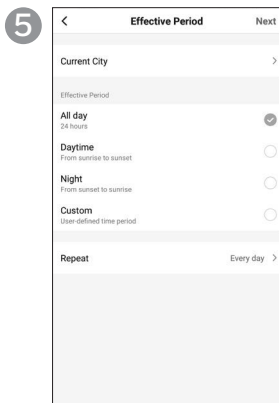 5
Effective Period Next
Current City
Effective Period
All day
24 hours
Daytime
From sunrise to sunset
Night
From sunset to sunrise
Custom
User-defined time period
Repeat Every day